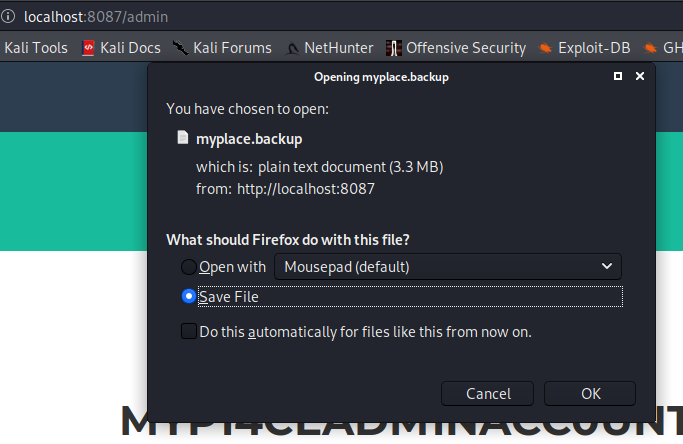 localhost:8087/admin
Kali Tools Kali Docs Kali Forums NetHunter Offensive Security Exploit-DB GH
Opening myplace.backup
You have chosen to open:
myplace.backup
which is: plain text document (3.3 MB)
from: http://localhost:8087
What should Firefox do with this file?
Open with Mousepad (default)
Save File
Do this automatically for files like this from now on.
Cancel OK